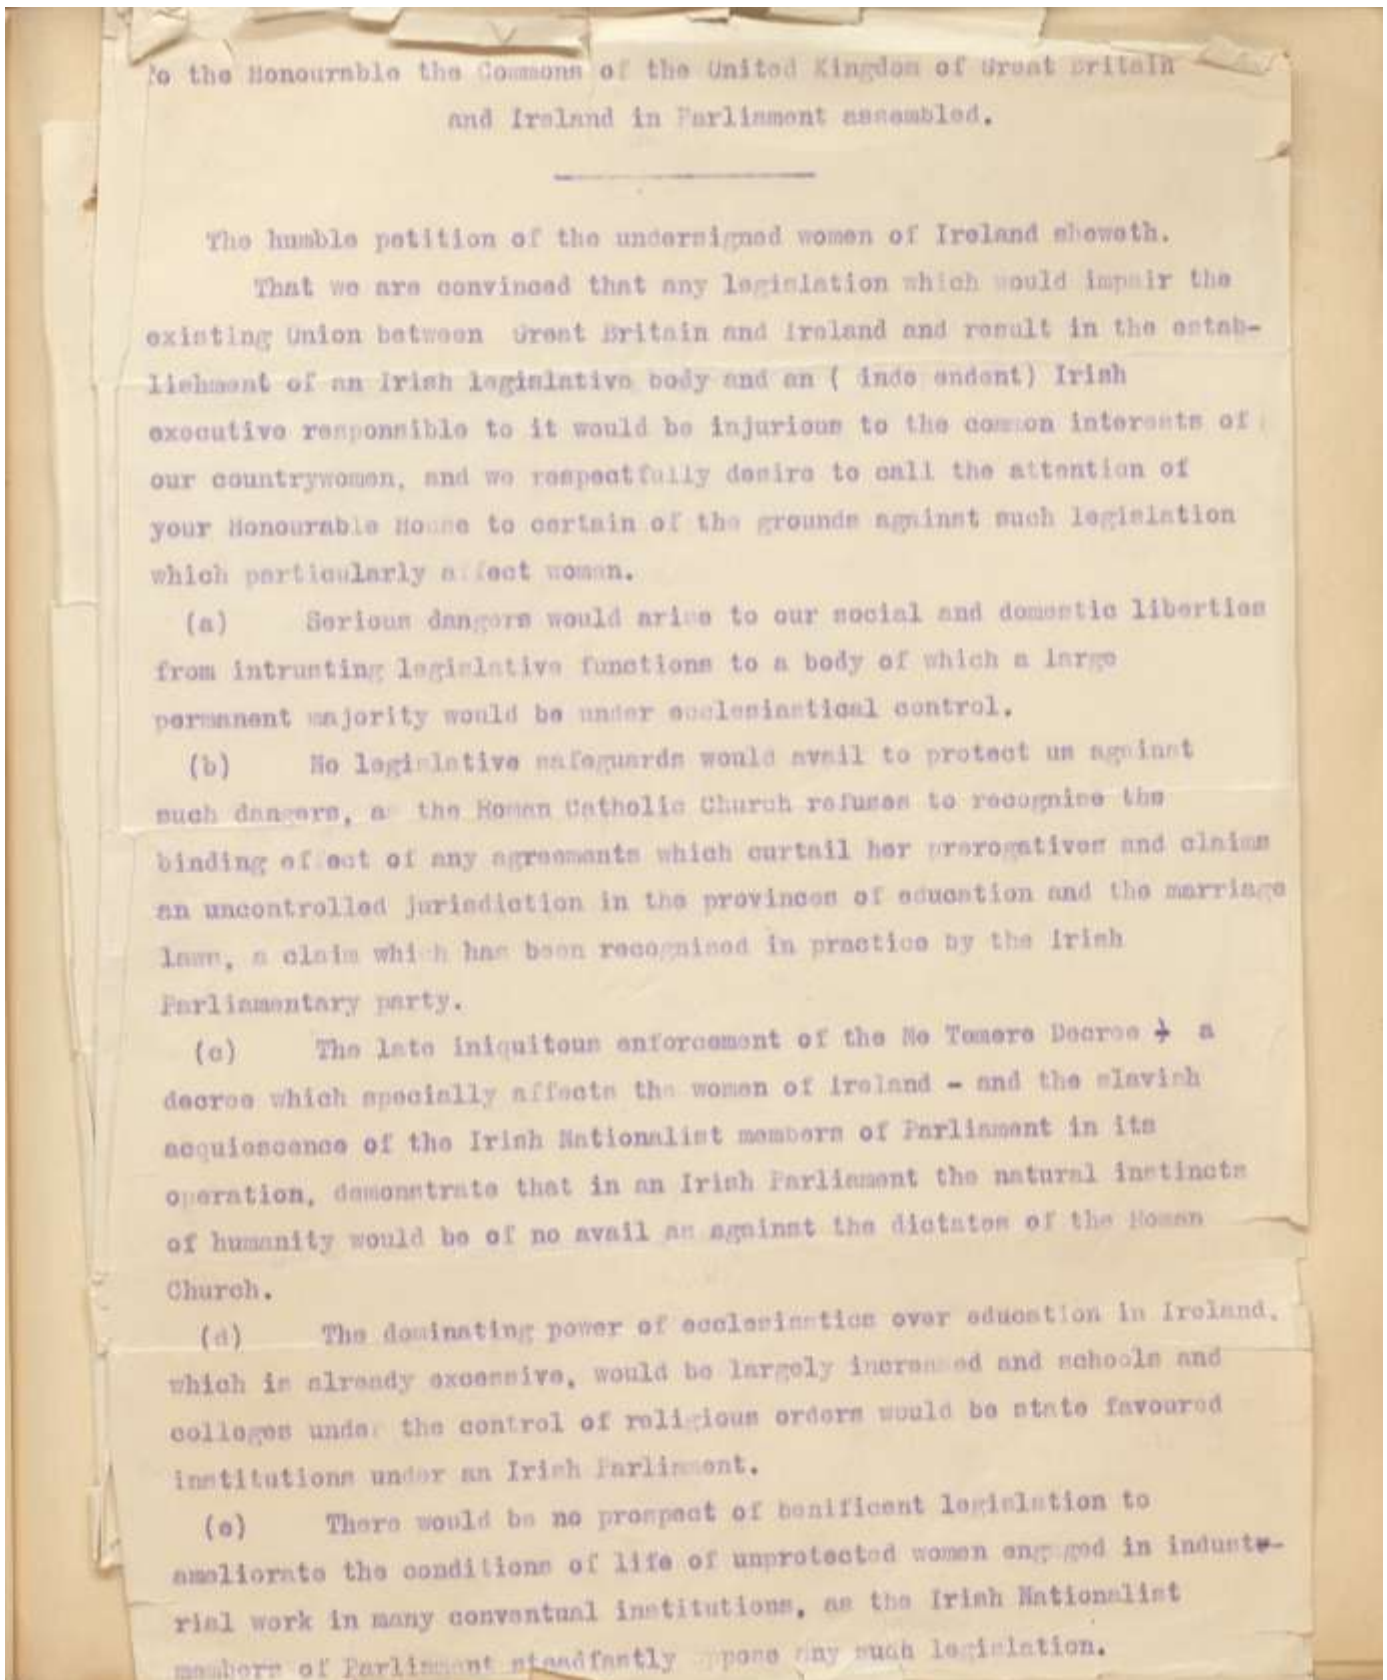 To the Honourable the Commons of the United Kingdom of Great Britain
and Ireland in Parliament assembled.
The humble petition of the undersigned women of Ireland sheweth.
That we are convinced that any legislation which would impair the
existing Union between Great Britain and Ireland and result in the estab-
lishment of an Irish legislative body and an ( inde endent) Irish
executive responsible to it would be injurious to the common interests of
our countrywomen, and we respectfully desire to call the attention of
your Honourable House to certain of the grounds against such legislation
which particularly affect women.
(a) Serious dangers would arise to our social and domestic liberties
from intrusting legislative functions to a body of which a large
permanent majority would be under ecclesiastical control.
(b) No legislative safeguards would avail to protect us against
such dangers, as the Roman Catholic Church refuses to recognise the
binding effect of any agreements which curtail her prerogatives and claims
an uncontrolled jurisdiction in the provinces of education and the marriage
laws, a claim which has been recognised in practice by the Irish
Parliamentary party.
(c) The late iniquitous enforcement of the Ne Temere Decree - a
decree which specially affects the women of Ireland - and the slavish
acquiescence of the Irish Nationalist members of Parliament in its
operation, demonstrate that in an Irish Parliament the natural instincts
of humanity would be of no avail as against the dictates of the Roman
Church.
(d) The dominating power of ecclesiastics over education in Ireland,
which is already excessive, would be largely increased and schools and
colleges under the control of religious orders would be state favoured
institutions under an Irish Parliament.
(e) There would be no prospect of benificent legislation to
ameliorate the conditions of life of unprotected women engaged in indust-
rial work in many conventual institutions, as the Irish Nationalist
members of Parliament steadfastly oppose any such legislation.